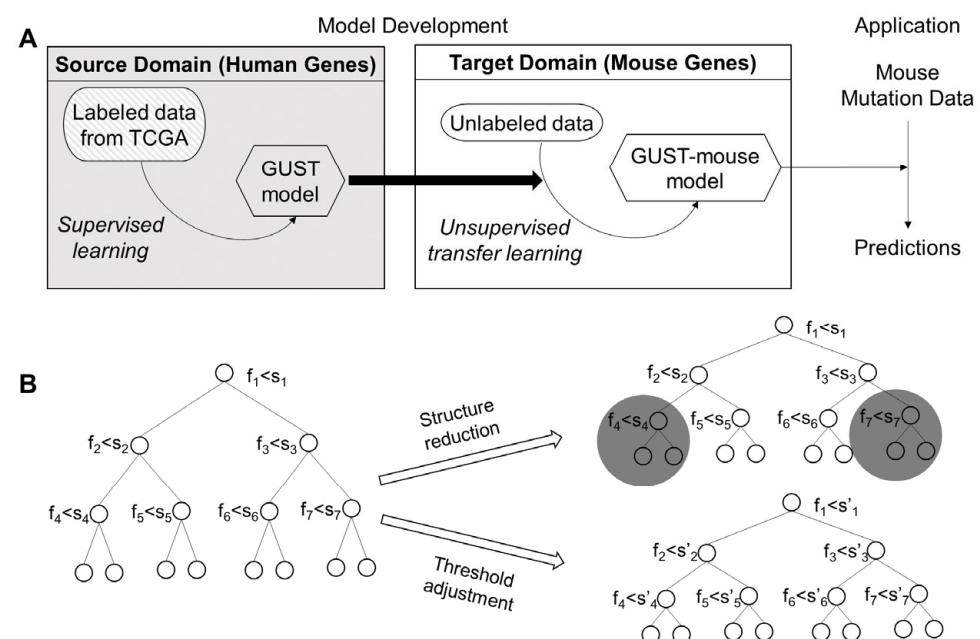 Model Development
Application
A
Source Domain (Human Genes)
Labeled data
from TCGA
GUST
model
Supervised
learning
Target Domain (Mouse Genes)
Unlabeled data
GUST-mouse
model
Unsupervised
transfer learning
Mouse
Mutation Data
Predictions
B
f1<s1
f2<s2
f3<s3
f4<s4
f5<s5
f6<s6
f7<s7
Structure
reduction
Threshold
adjustment
f1<s1
f2<s2
f3<s3
f4<s4
f5<s5
f6<s6
f7<s7
f1<s'1
f2<s'2
f3<s'3
f4<s'4
f5<s'5
f6<s'6
f7<s'7